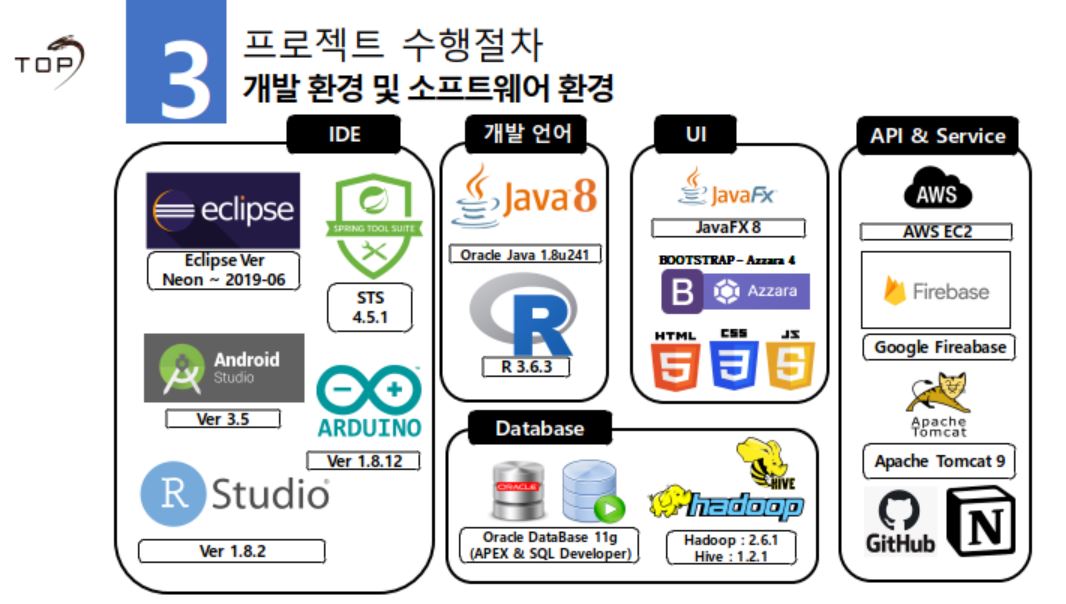 TOP
3
프로젝트 수행절차
개발 환경 및 소프트웨어 환경
IDE
eclipse
Eclipse Ver
Neon ~ 2019-06
SPRING TOOL SUITE
STS
4.5.1
Android
Studio
Ver 3.5
ARDUINO
Ver 1.8.12
R Studio
Ver 1.8.2
개발 언어
Java 8
Oracle Java 1.8u241
R
R 3.6.3
UI
JavaFx
JavaFX 8
BOOTSTRAP – Azzara 4
B Azzara
HTML CSS JS
5 3 5
Database
ORACLE
Oracle DataBase 11g
(APEX & SQL Developer)
HIVE
hadoop
Hadoop : 2.6.1
Hive : 1.2.1
API & Service
AWS
AWS EC2
Firebase
Google Fireabase
Apache
Tomcat
Apache Tomcat 9
GitHub
N